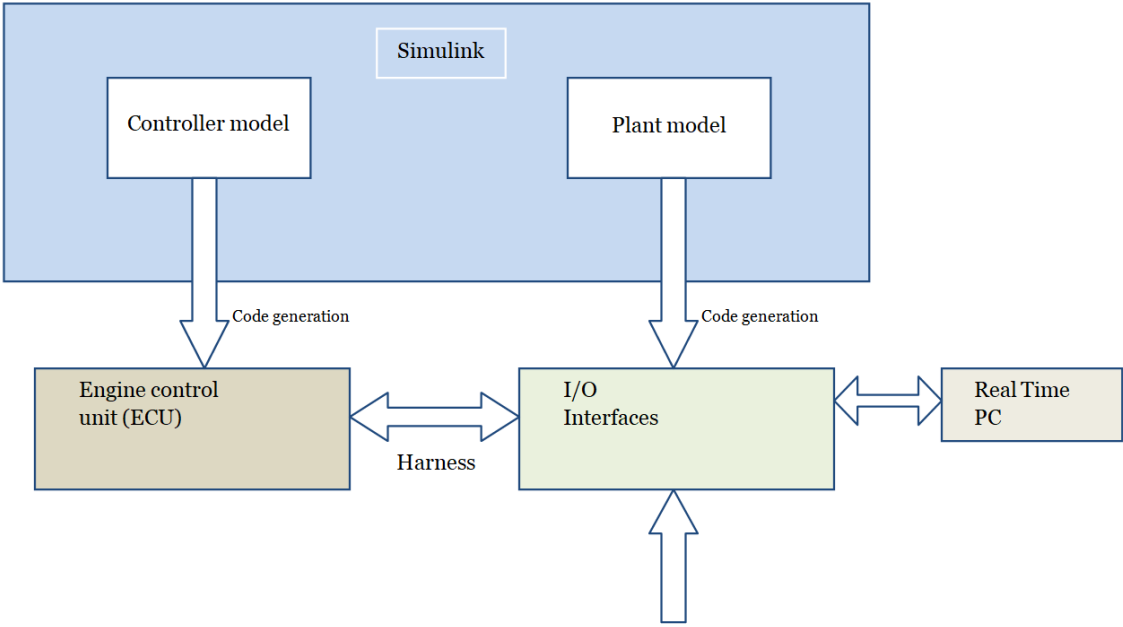 Simulink
Controller model
Plant model
Code generation
Code generation
Engine control
unit (ECU)
Harness
I/O
Interfaces
Real Time
PC